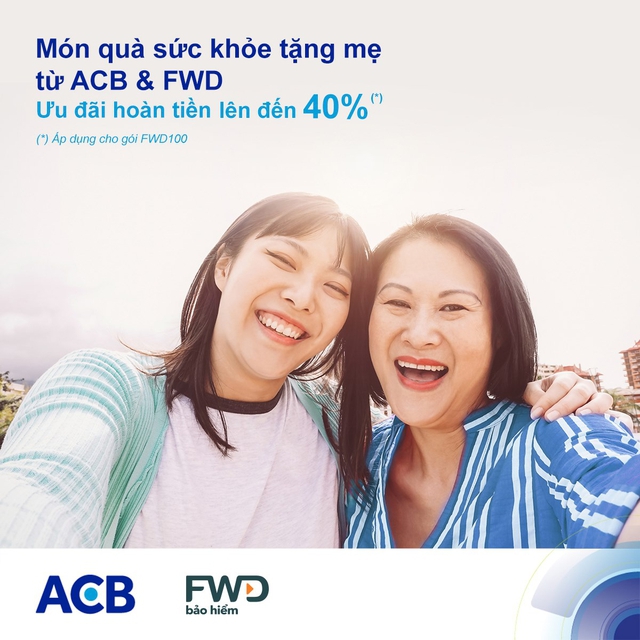 Món quà sức khỏe tặng mẹ
từ ACB & FWD
Ưu đãi hoàn tiền lên đến 40%(*)
(*) Áp dụng cho gói FWD100
ACB
FWD
bảo hiểm